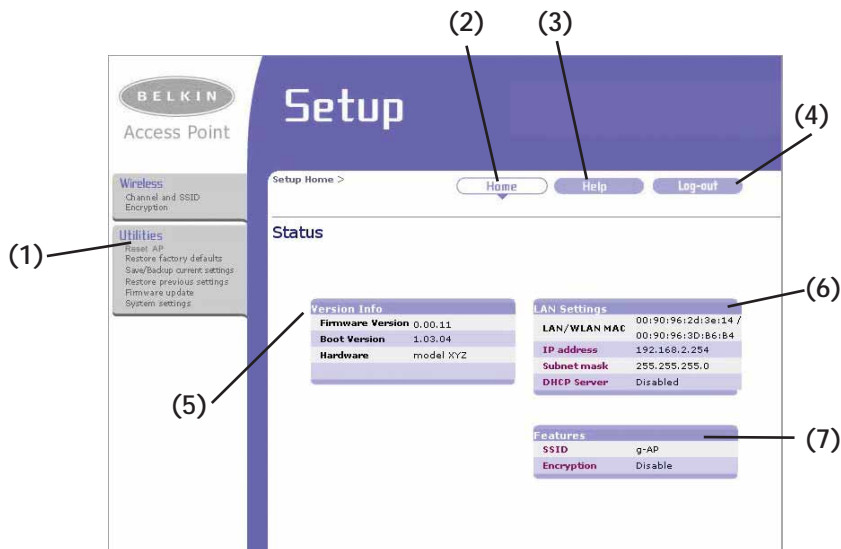 (2)
(3)
(4)
BELKIN
Access Point
Setup
Wireless
Channel and SSID
Encryption
Setup Home >
Home
Help
Log-out
(1)
Utilities
Reset AP
Restore factory defaults
Save/Backup current settings
Restore previous settings
Firmware update
System settings
Status
(6)
Version Info
Firmware Version 0.00.11
Boot Version 1.03.04
Hardware model XYZ
(5)
LAN Settings
LAN/WLAN MAC 00:90:96:2d:3e:14 /
00:90:96:3D:B6:B4
IP address 192.168.2.254
Subnet mask 255.255.255.0
DHCP Server Disabled
(7)
Features
SSID g-AP
Encryption Disable